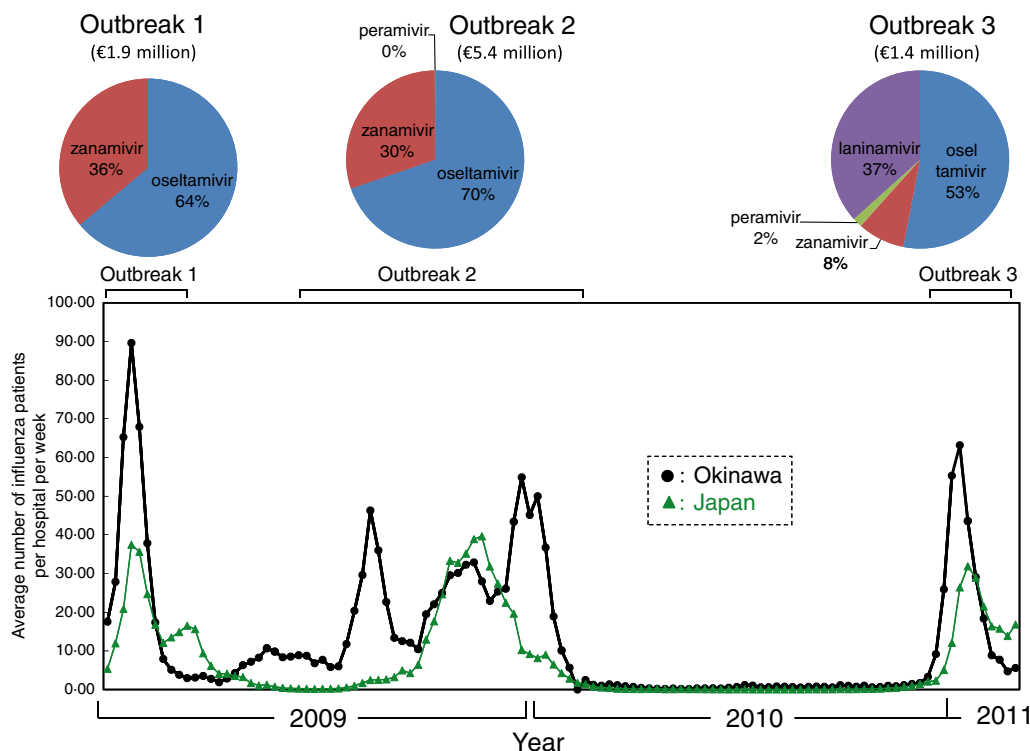 Outbreak 1
(€1.9 million)
zanamivir
36%
oseltamivir
64%
Outbreak 2
(€5.4 million)
peramivir
0%
zanamivir
30%
oseltamivir
70%
Outbreak 3
(€1.4 million)
laninamivir
37%
osel
tamivir
53%
peramivir
2%
zanamivir
8%
Outbreak 1
Outbreak 2
Outbreak 3
Average number of influenza patients
per hospital per week
100·00
90·00
80·00
70·00
60·00
50·00
40·00
30·00
20·00
10·00
0·00
: Okinawa
: Japan
2009
2010
2011
Year